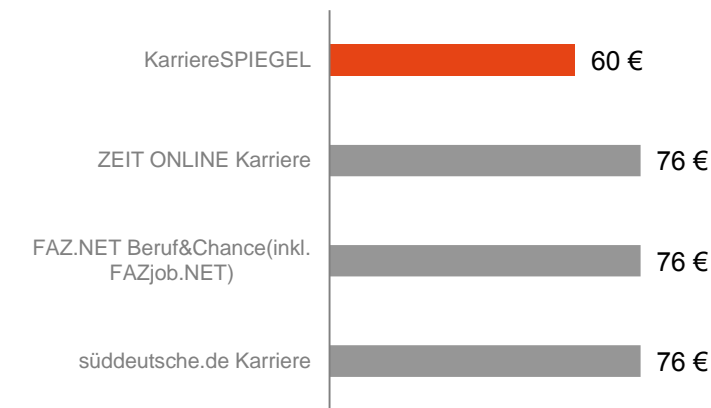 KarriereSPIEGEL 60 €
ZEIT ONLINE Karriere 76 €
FAZ.NET Beruf&Chance(inkl.
FAZjob.NET) 76 €
süddeutsche.de Karriere 76 €